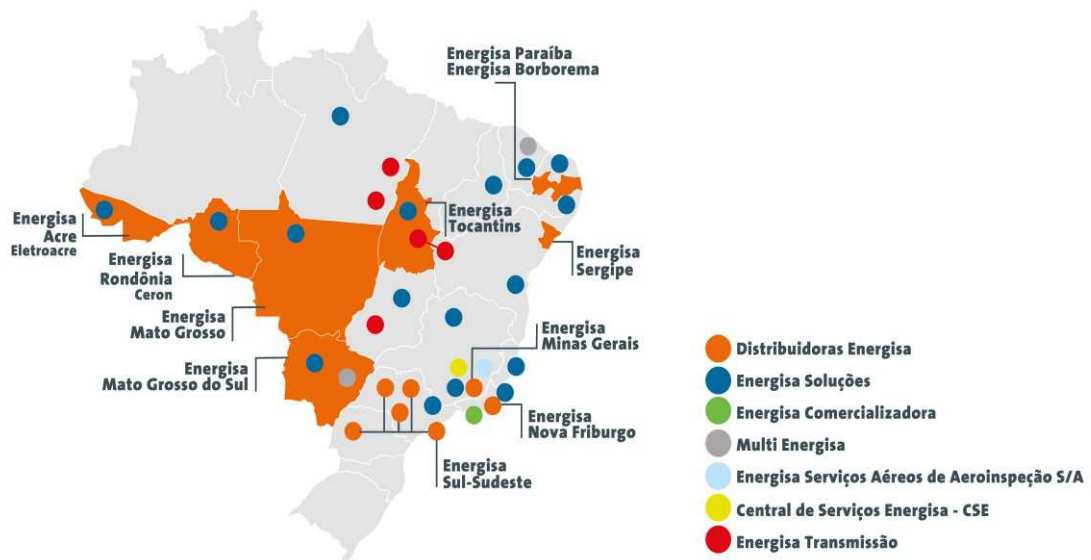 Energisa Paraíba
Energisa Borborema
Energisa
Tocantins
Energisa
Acre
Eletroacre
Energisa
Sergipe
Energisa
Rondônia
Ceron
Energisa
Mato Grosso
Energisa
Minas Gerais
Energisa
Mato Grosso do Sul
Energisa
Nova Friburgo
Energisa
Sul-Sudeste
Distribuidoras Energisa
Energisa Soluções
Energisa Comercializadora
Multi Energisa
Energisa Serviços Aéreos de Aeroinspeção S/A
Central de Serviços Energisa - CSE
Energisa Transmissão